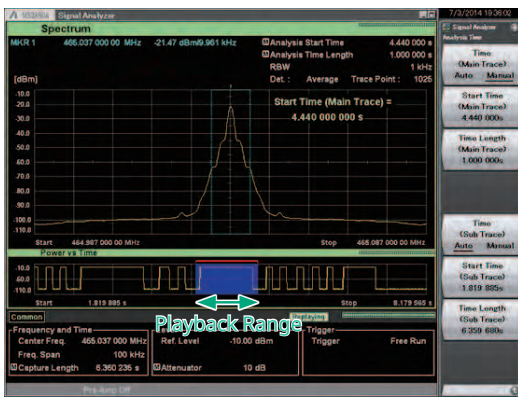 Signal Analyzer
7/3/2014 19:36:02
Spectrum
MKR 1 465.037 000 00 MHz -21.47 dBm/9.961 kHz
Analysis Start Time 4.440 000 s
Analysis Time Length 1.000 000 s
RBW 1 kHz
[dBm]
Det. : Average Trace Point : 1025
-10.0
-20.0
-30.0
-40.0
-50.0
-60.0
-70.0
-80.0
-90.0
-100.0
-110.0
Start Time (Main Trace) =
4.440 000 000 s
Start 464.987 000 00 MHz
Stop 465.087 000 00 MHz
Power vs Time
-10.0
-60.0
-110.0
Start 1.819 885 s
Stop 8.179 565 s
Playback Range
Common
Replaying
Frequency and Time
Center Freq. 465.037 000 MHz
Freq. Span 100 kHz
Capture Length 6.360 236 s
Ref. Level -10.00 dBm
Attenuator 10 dB
Trigger
Trigger Free Run
Pre-Amp Off
Signal Analyzer
Analysis Time
Time
(Main Trace)
Auto Manual
Start Time
(Main Trace)
4.440 000s
Time Length
(Main Trace)
1.000 000s
Time
(Sub Trace)
Auto Manual
Start Time
(Sub Trace)
1.819 885s
Time Length
(Sub Trace)
6.359 680s